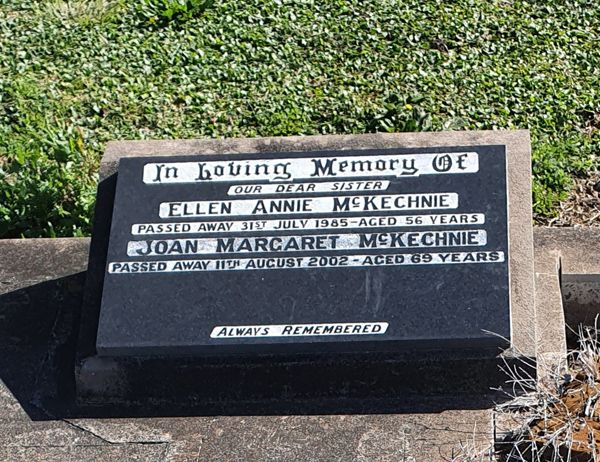 In Loving Memory Of
OUR DEAR SISTER
ELLEN ANNIE McKECHNIE
PASSED AWAY 31ST JULY 1985-AGED 56 YEARS
JOAN MARGARET McKECHNIE
PASSED AWAY 11TH AUGUST 2002-AGED 69 YEARS
ALWAYS REMEMBERED